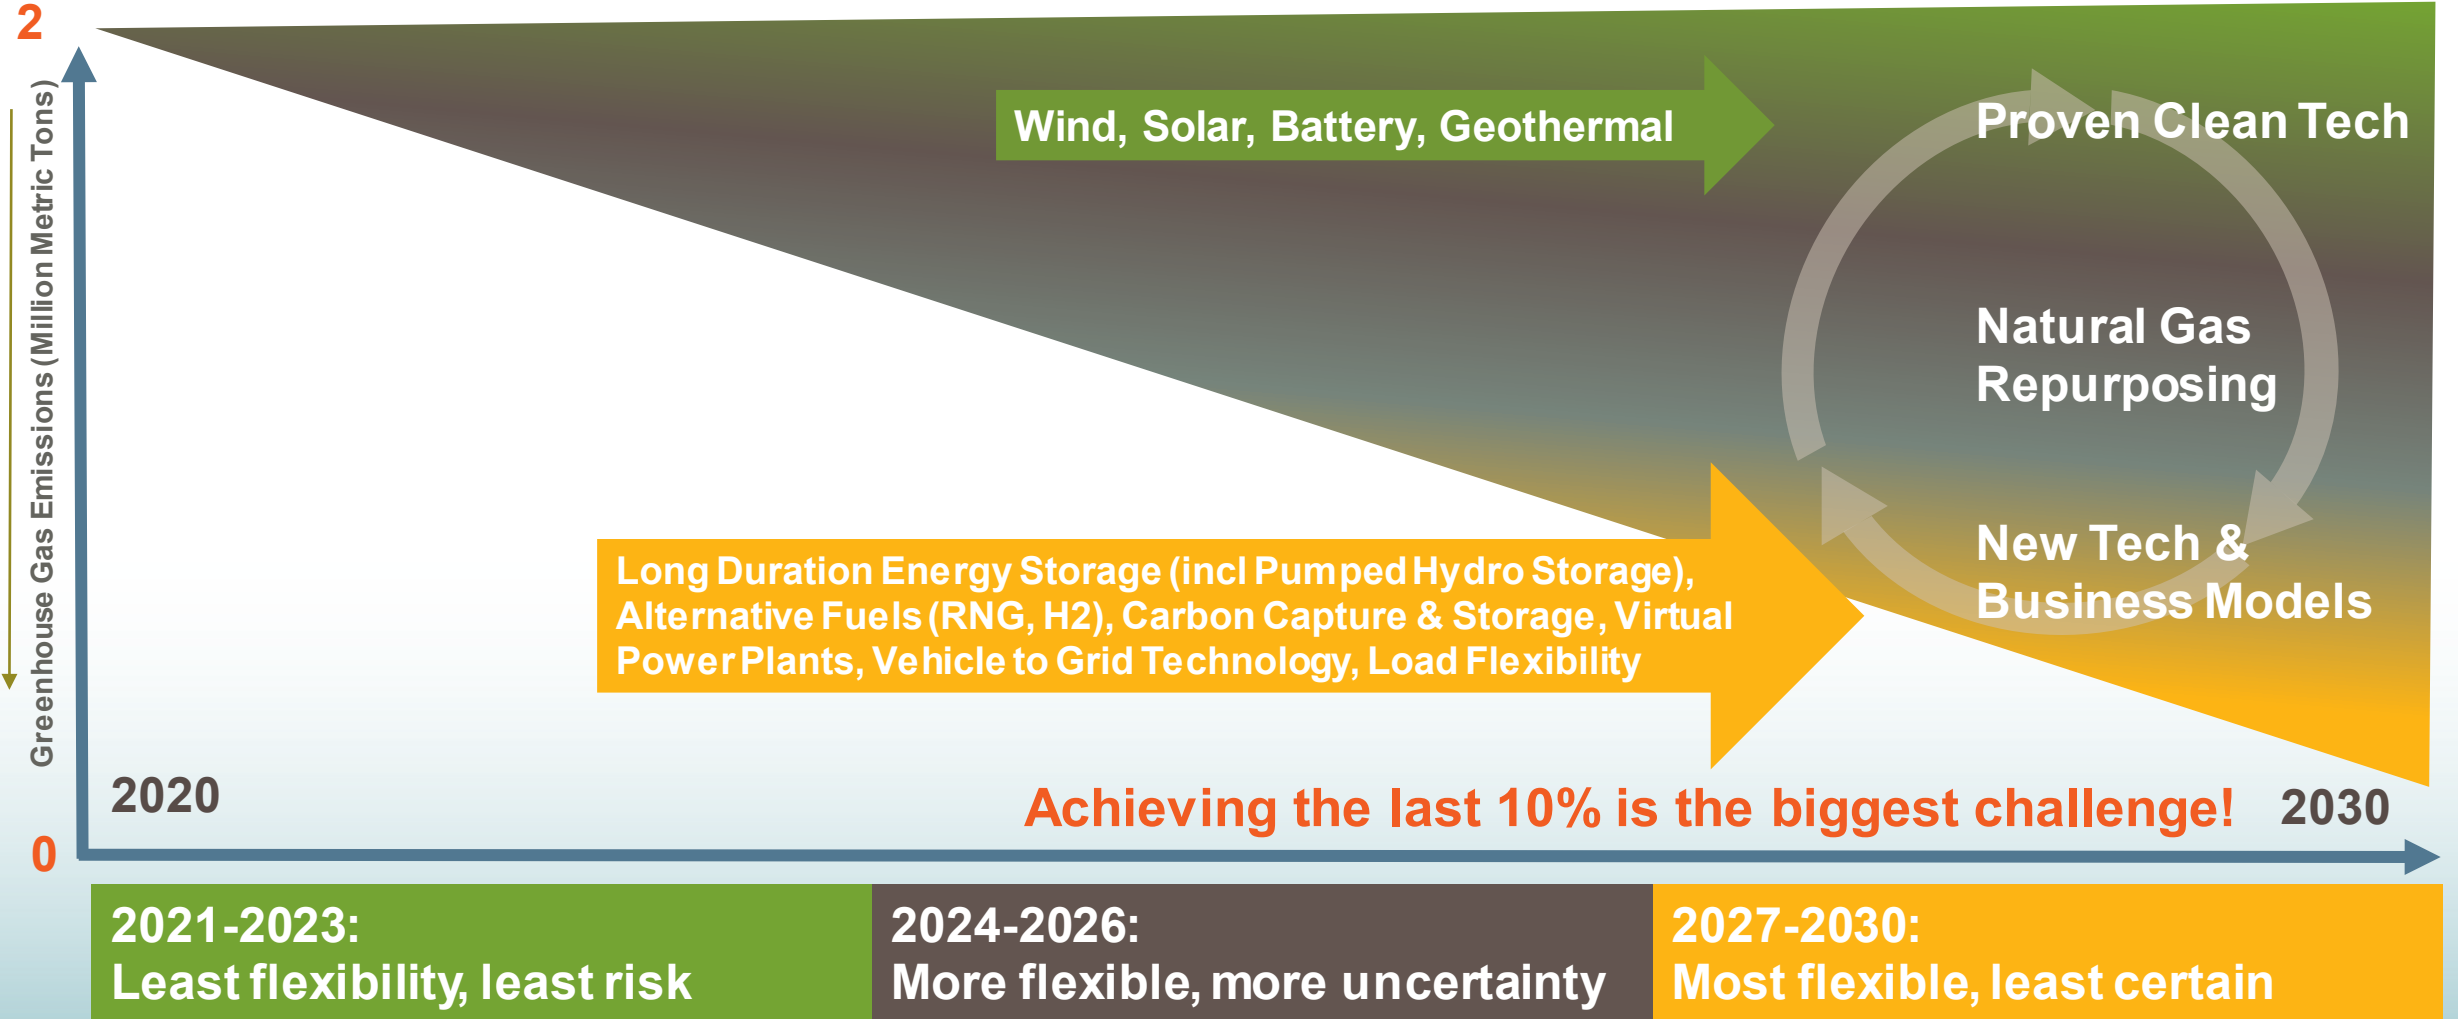 2
Greenhouse Gas Emissions (Million Metric Tons)
Wind, Solar, Battery, Geothermal
Proven Clean Tech
Natural Gas
Repurposing
New Tech &
Business Models
Long Duration Energy Storage (incl Pumped Hydro Storage),
Alternative Fuels (RNG, H2), Carbon Capture & Storage, Virtual
Power Plants, Vehicle to Grid Technology, Load Flexibility
2020
Achieving the last 10% is the biggest challenge!
2030
0
2021-2023:
Least flexibility, least risk
2024-2026:
More flexible, more uncertainty
2027-2030:
Most flexible, least certain